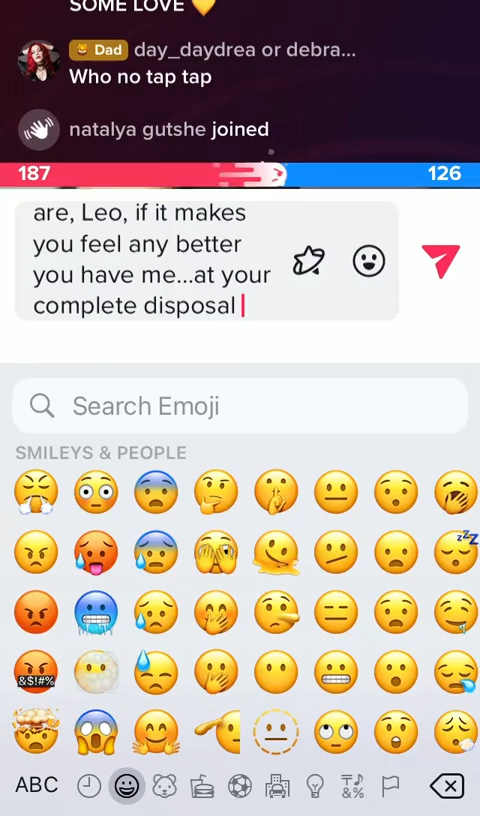 SOME LOVE 💛
🐯 Dad day_daydrea or debra...
Who no tap tap
natalya gutshe joined
187 126
are, Leo, if it makes
you feel any better
you have me...at your
complete disposal
Search Emoji
SMILEYS & PEOPLE
zzZ
&$!#%
ABC
&%